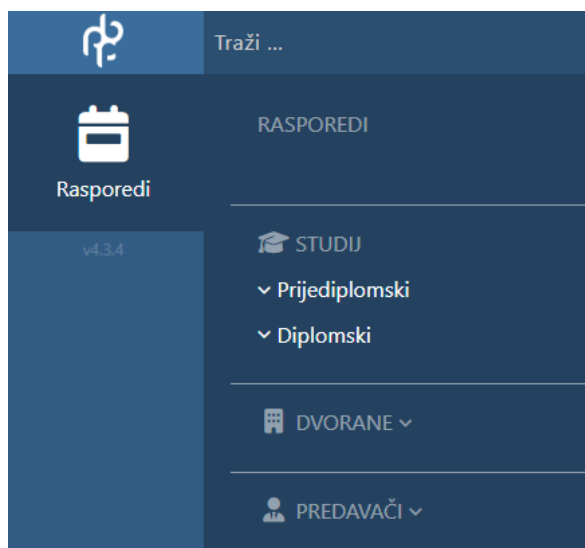 Traži ...
Rasporedi
v4.3.4
RASPOREDI
STUDIJ
Prijediplomski
Diplomski
DVORANE
PREDAVAČI